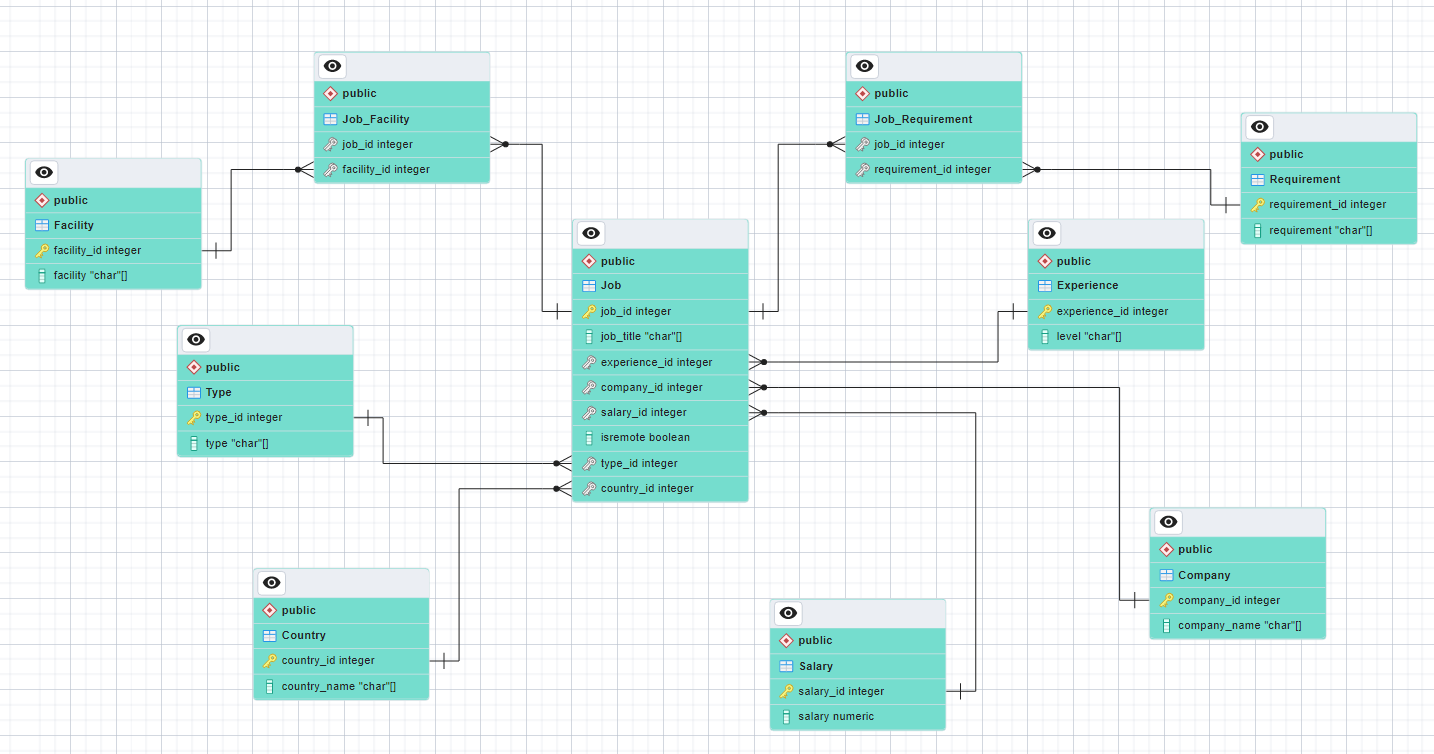 public
Job_Facility
job_id integer
facility_id integer
public
Job_Requirement
job_id integer
requirement_id integer
public
Requirement
requirement_id integer
requirement "char"[]
public
Facility
facility_id integer
facility "char"[]
public
Job
job_id integer
job_title "char"[]
experience_id integer
company_id integer
salary_id integer
isremote boolean
type_id integer
country_id integer
public
Experience
experience_id integer
level "char"[]
public
Type
type_id integer
type "char"[]
public
Company
company_id integer
company_name "char"[]
public
Country
country_id integer
country_name "char"[]
public
Salary
salary_id integer
salary numeric